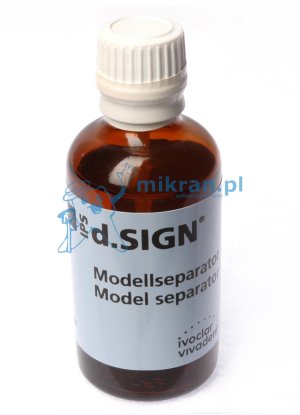 mikran.pl
IPS
d.SIGN®
Modellseparator
Model separator
ivoclar
vivadent